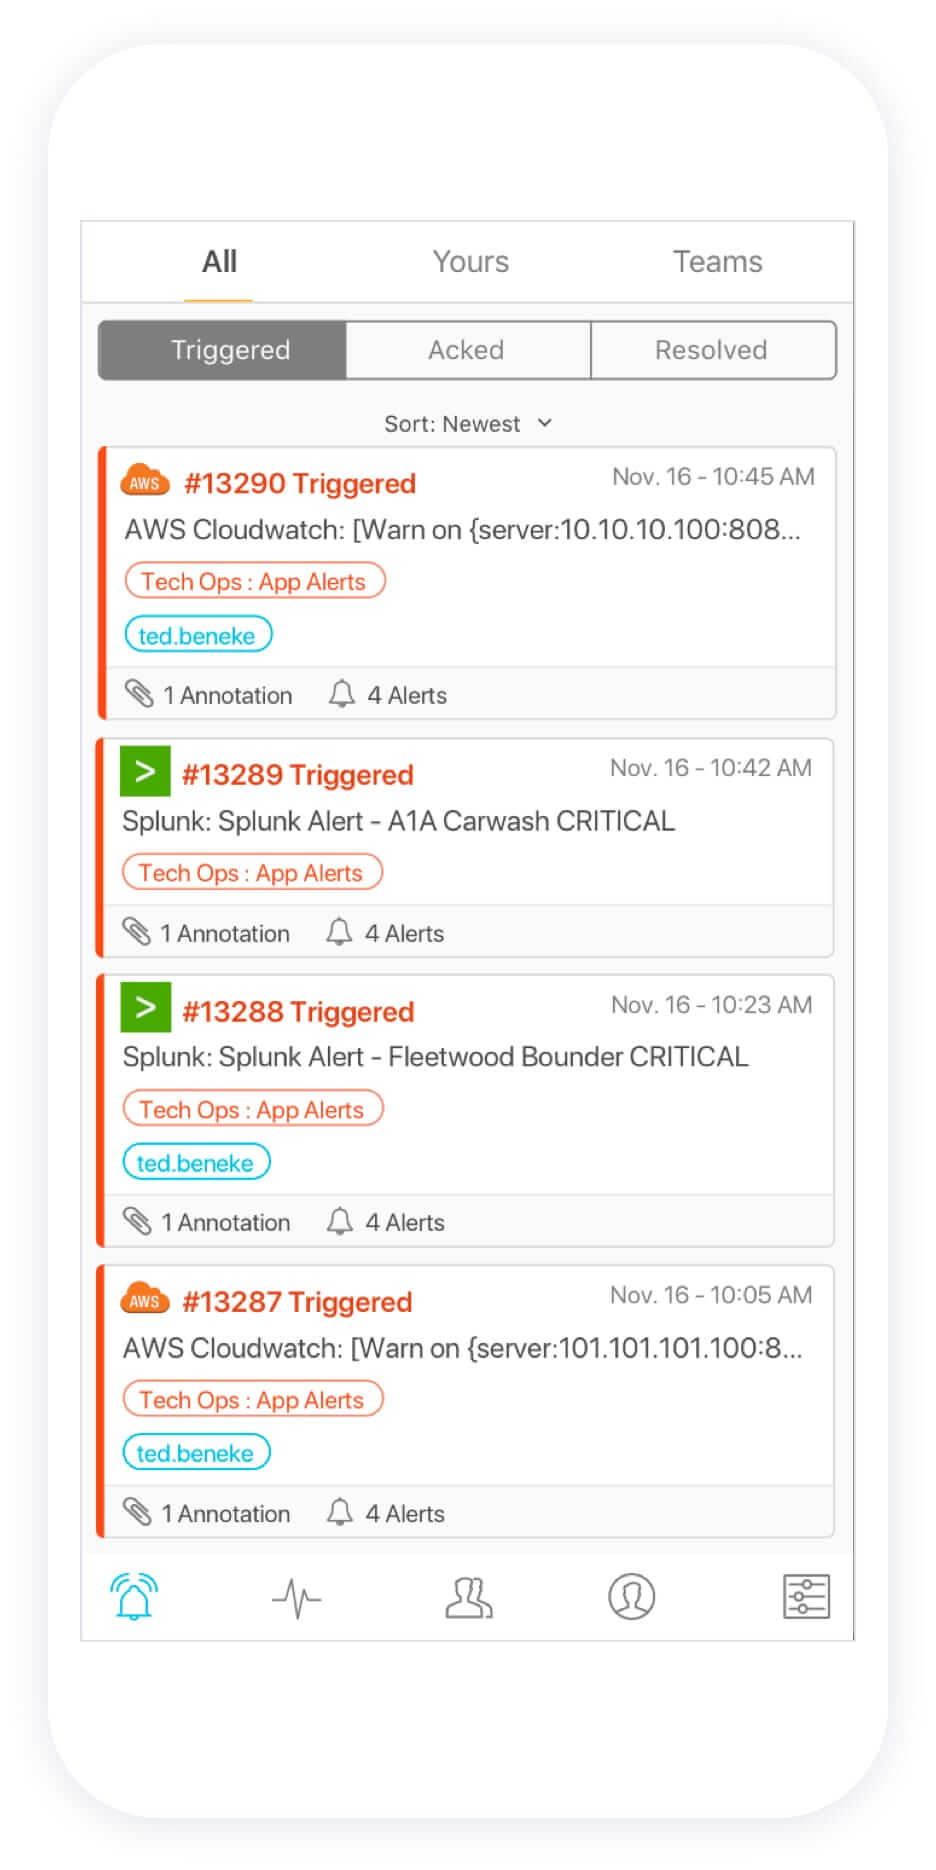 All Yours Teams
Triggered Acked Resolved
Sort: Newest
AWS #13290 Triggered Nov. 16 - 10:45 AM
AWS Cloudwatch: [Warn on {server:10.10.10.100:808...
Tech Ops : App Alerts
ted.beneke
1 Annotation 4 Alerts
> #13289 Triggered Nov. 16 - 10:42 AM
Splunk: Splunk Alert - A1A Carwash CRITICAL
Tech Ops : App Alerts
1 Annotation 4 Alerts
> #13288 Triggered Nov. 16 - 10:23 AM
Splunk: Splunk Alert - Fleetwood Bounder CRITICAL
Tech Ops : App Alerts
ted.beneke
1 Annotation 4 Alerts
AWS #13287 Triggered Nov. 16 - 10:05 AM
AWS Cloudwatch: [Warn on {server:101.101.101.100:8...
Tech Ops : App Alerts
ted.beneke
1 Annotation 4 Alerts